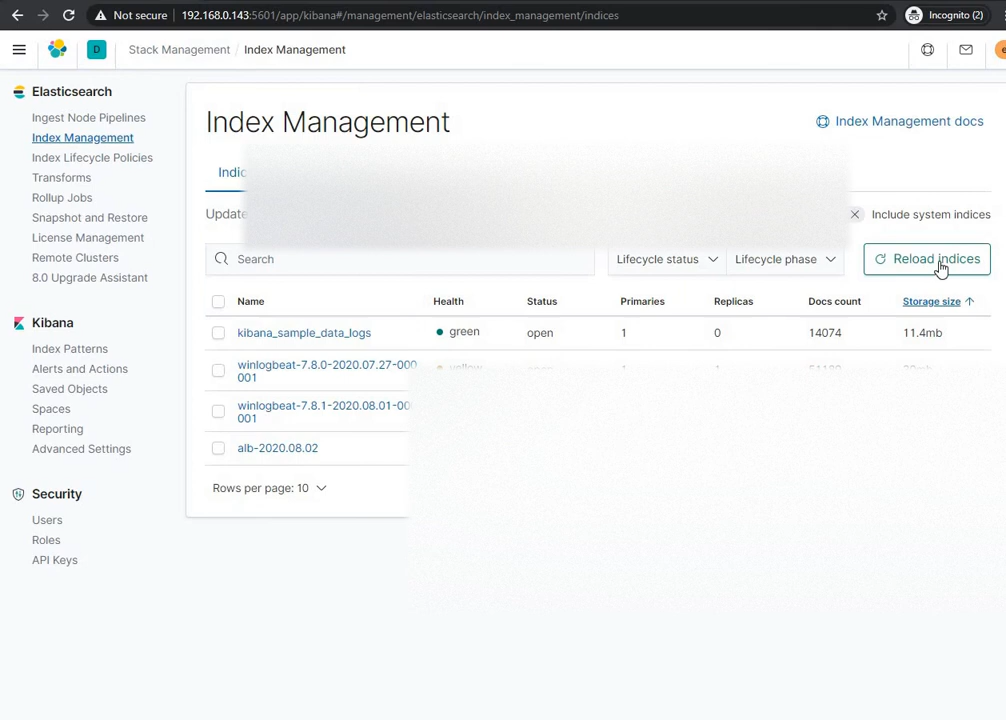 Not secure 192.168.0.143:5601/app/kibana#/management/elasticsearch/index_management/indices Incognito (2)
D Stack Management / Index Management
Elasticsearch
Ingest Node Pipelines
Index Management
Index Lifecycle Policies
Transforms
Rollup Jobs
Snapshot and Restore
License Management
Remote Clusters
8.0 Upgrade Assistant
Kibana
Index Patterns
Alerts and Actions
Saved Objects
Spaces
Reporting
Advanced Settings
Security
Users
Roles
API Keys
Index Management
Index Management docs
Include system indices
Search Lifecycle status Lifecycle phase Reload indices
Name Health Status Primaries Replicas Docs count Storage size
kibana_sample_data_logs green open 1 0 14074 11.4mb
winlogbeat-7.8.0-2020.07.27-000
001
winlogbeat-7.8.1-2020.08.01-00
001
alb-2020.08.02
Rows per page: 10